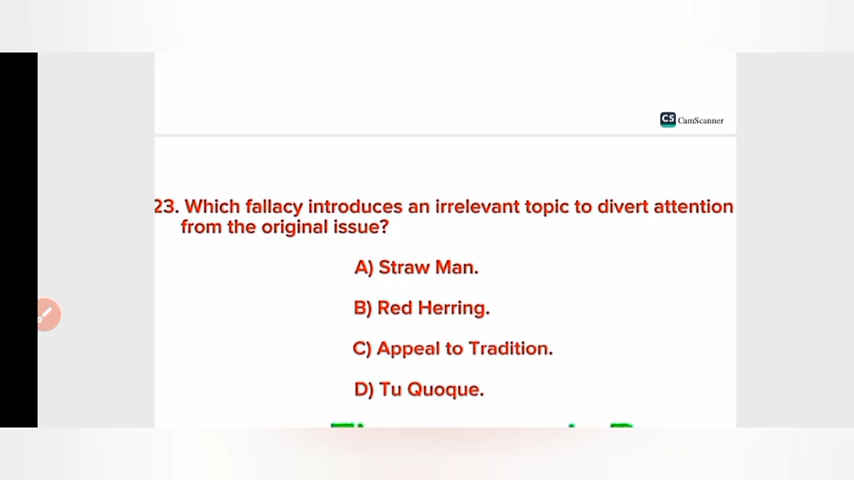 CS CamScanner
23. Which fallacy introduces an irrelevant topic to divert attention
from the original issue?
A) Straw Man.
B) Red Herring.
C) Appeal to Tradition.
D) Tu Quoque.